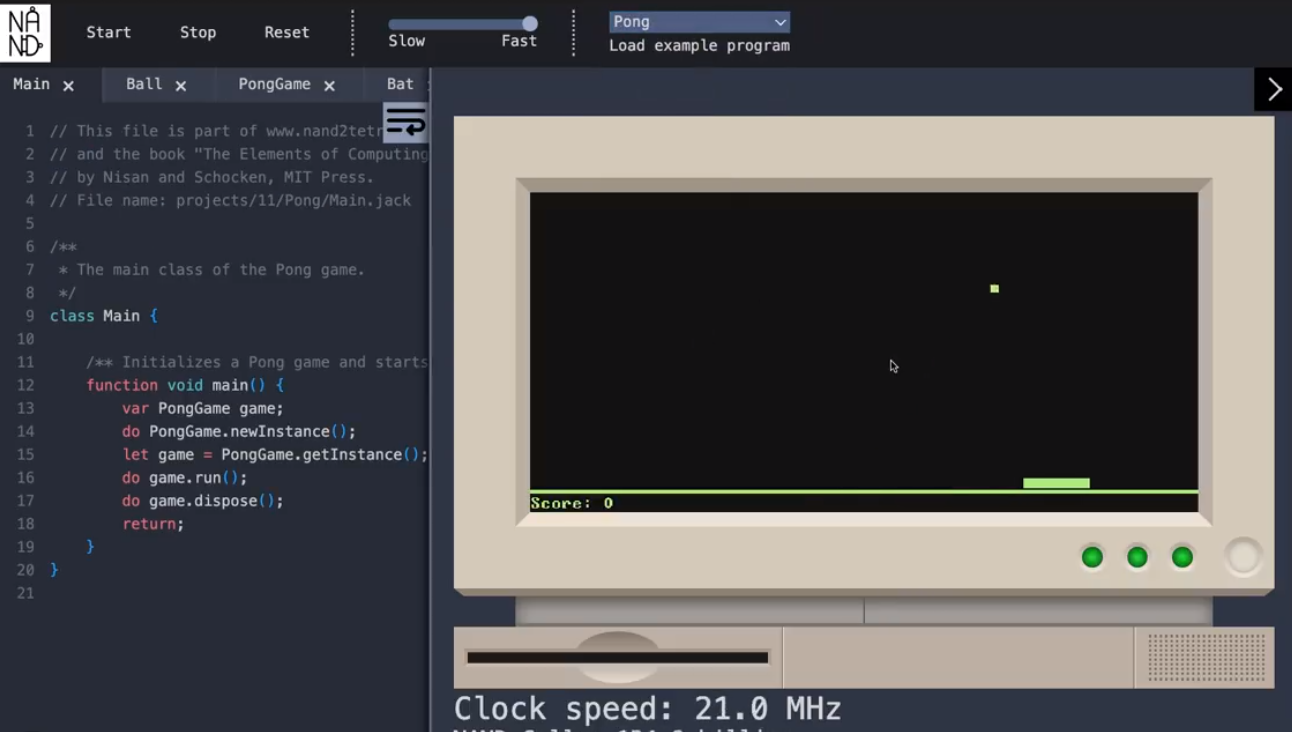 NAND
Start Stop Reset
Slow Fast
Pong
Load example program
Main × Ball × PongGame × Bat
1 // This file is part of www.nand2tetr
2 // and the book "The Elements of Computing
3 // by Nisan and Schocken, MIT Press.
4 // File name: projects/11/Pong/Main.jack
5
6 /**
7  * The main class of the Pong game.
8  */
9 class Main {
10
11     /** Initializes a Pong game and starts
12     function void main() {
13         var PongGame game;
14         do PongGame.newInstance();
15         let game = PongGame.getInstance();
16         do game.run();
17         do game.dispose();
18         return;
19     }
20 }
21
Score: 0
Clock speed: 21.0 MHz